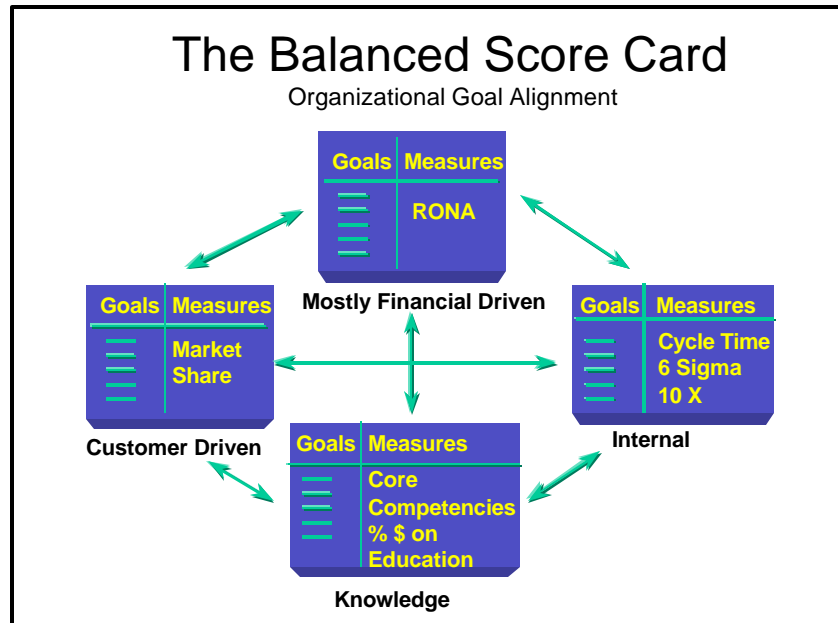 The Balanced Score Card
Organizational Goal Alignment
Goals Measures
RONA
Mostly Financial Driven
Goals Measures
Market
Share
Customer Driven
Goals Measures
Cycle Time
6 Sigma
10 X
Internal
Goals Measures
Core
Competencies
% $ on
Education
Knowledge